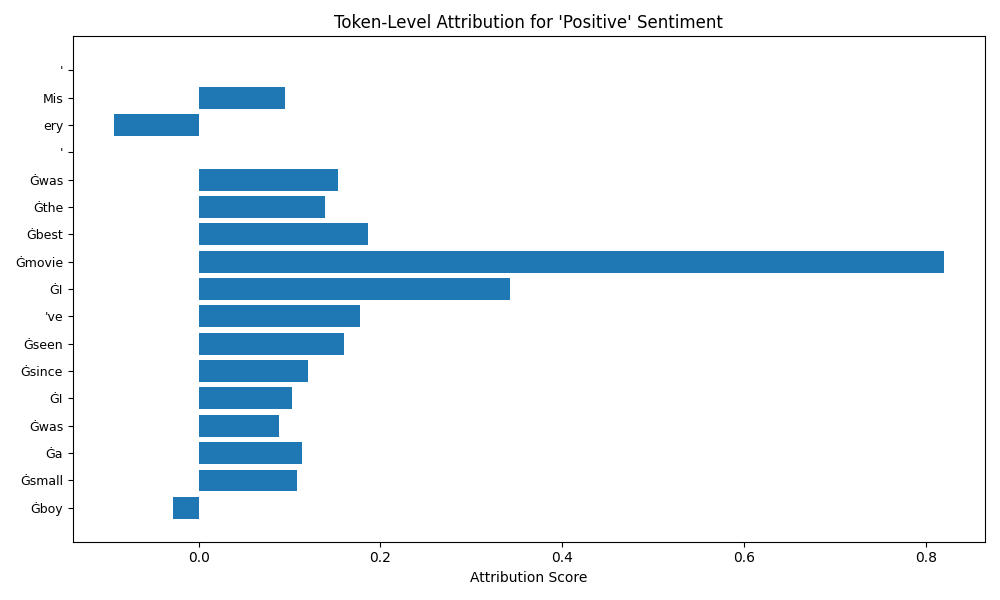 Token-Level Attribution for 'Positive' Sentiment
'
Mis
ery
'
Ġwas
Ġthe
Ġbest
Ġmovie
ĠI
've
Ġseen
Ġsince
ĠI
Ġwas
Ġa
Ġsmall
Ġboy
0.0 0.2 0.4 0.6 0.8
Attribution Score